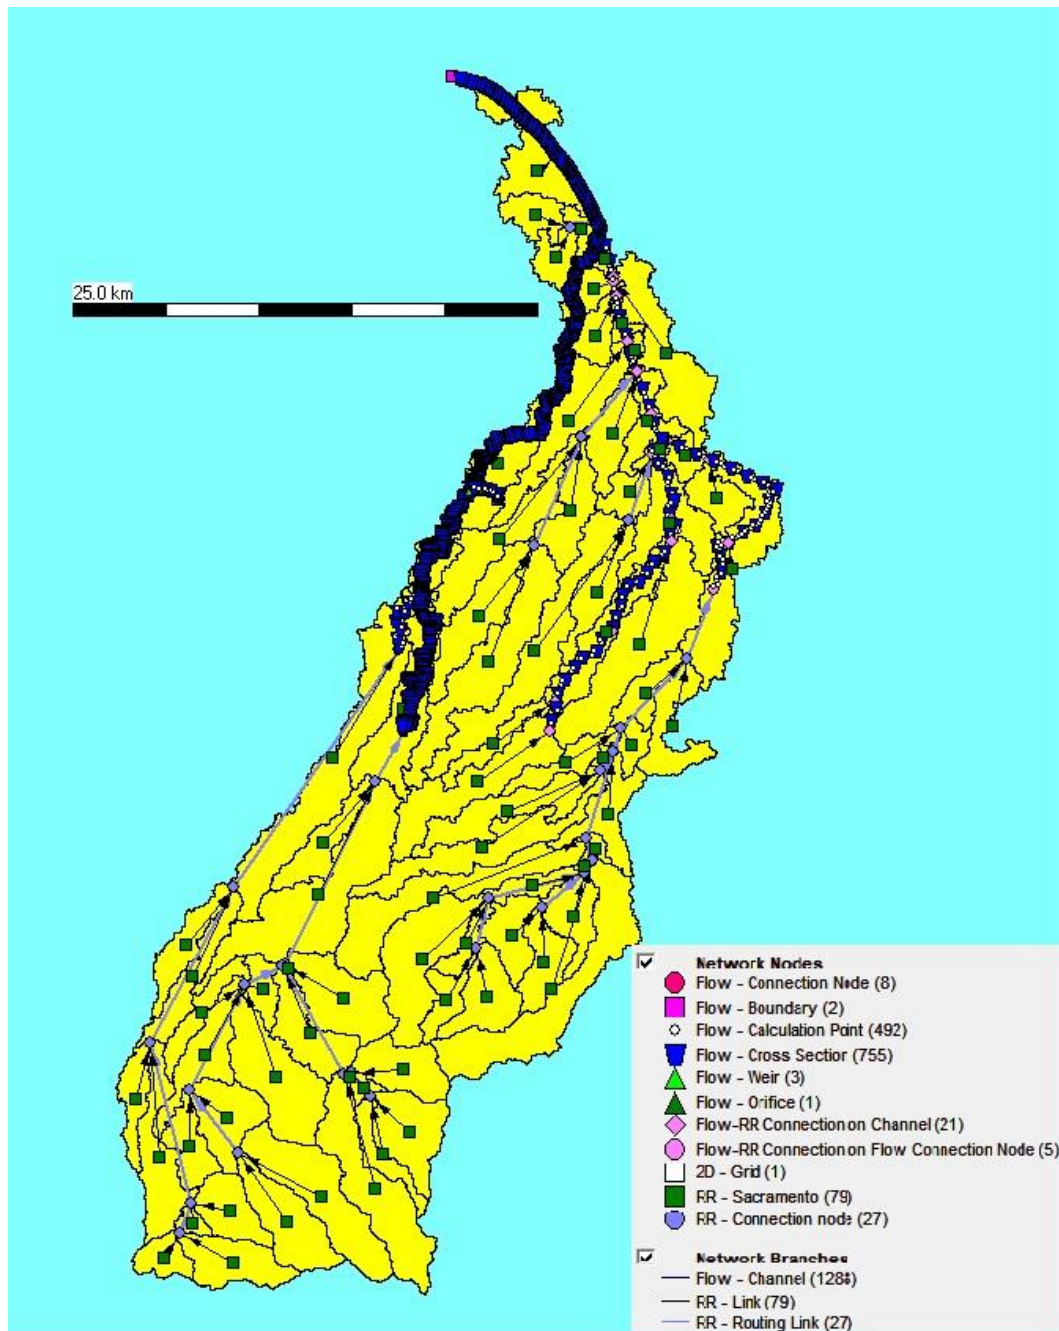 25.0 km
Network Nodes
Flow - Connection Node (8)
Flow - Boundary (2)
Flow - Calculation Point (492)
Flow - Cross Section (755)
Flow - Weir (3)
Flow - Orifice (1)
Flow-RR Connection on Channel (21)
Flow-RR Connection on Flow Connection Node (5)
2D - Grid (1)
RR - Sacramento (79)
RR - Connection node (27)
Network Branches
Flow - Channel
RR - Link (79)
RR - Routing Link (27)